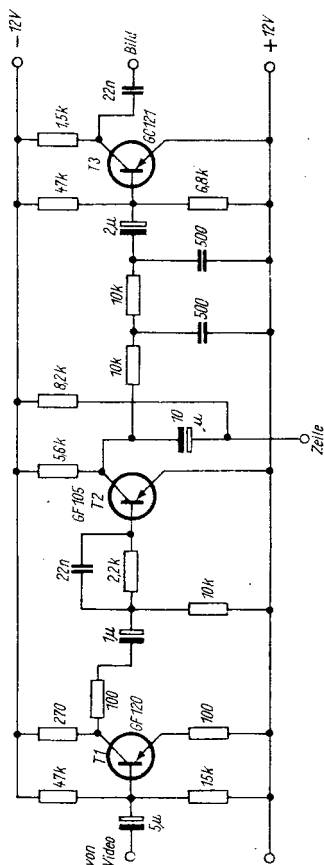 – 12V
47k
270
5,6k
8,2k
47k
1,5k
22n
Bild
T1
GF120
100
1µ
22n
2,2k
GF105
T2
10k
10k
2µ
T3
GC121
von
Video
5µ
15k
100
10k
10
µ
500
500
6,8k
+ 12V
Zeile